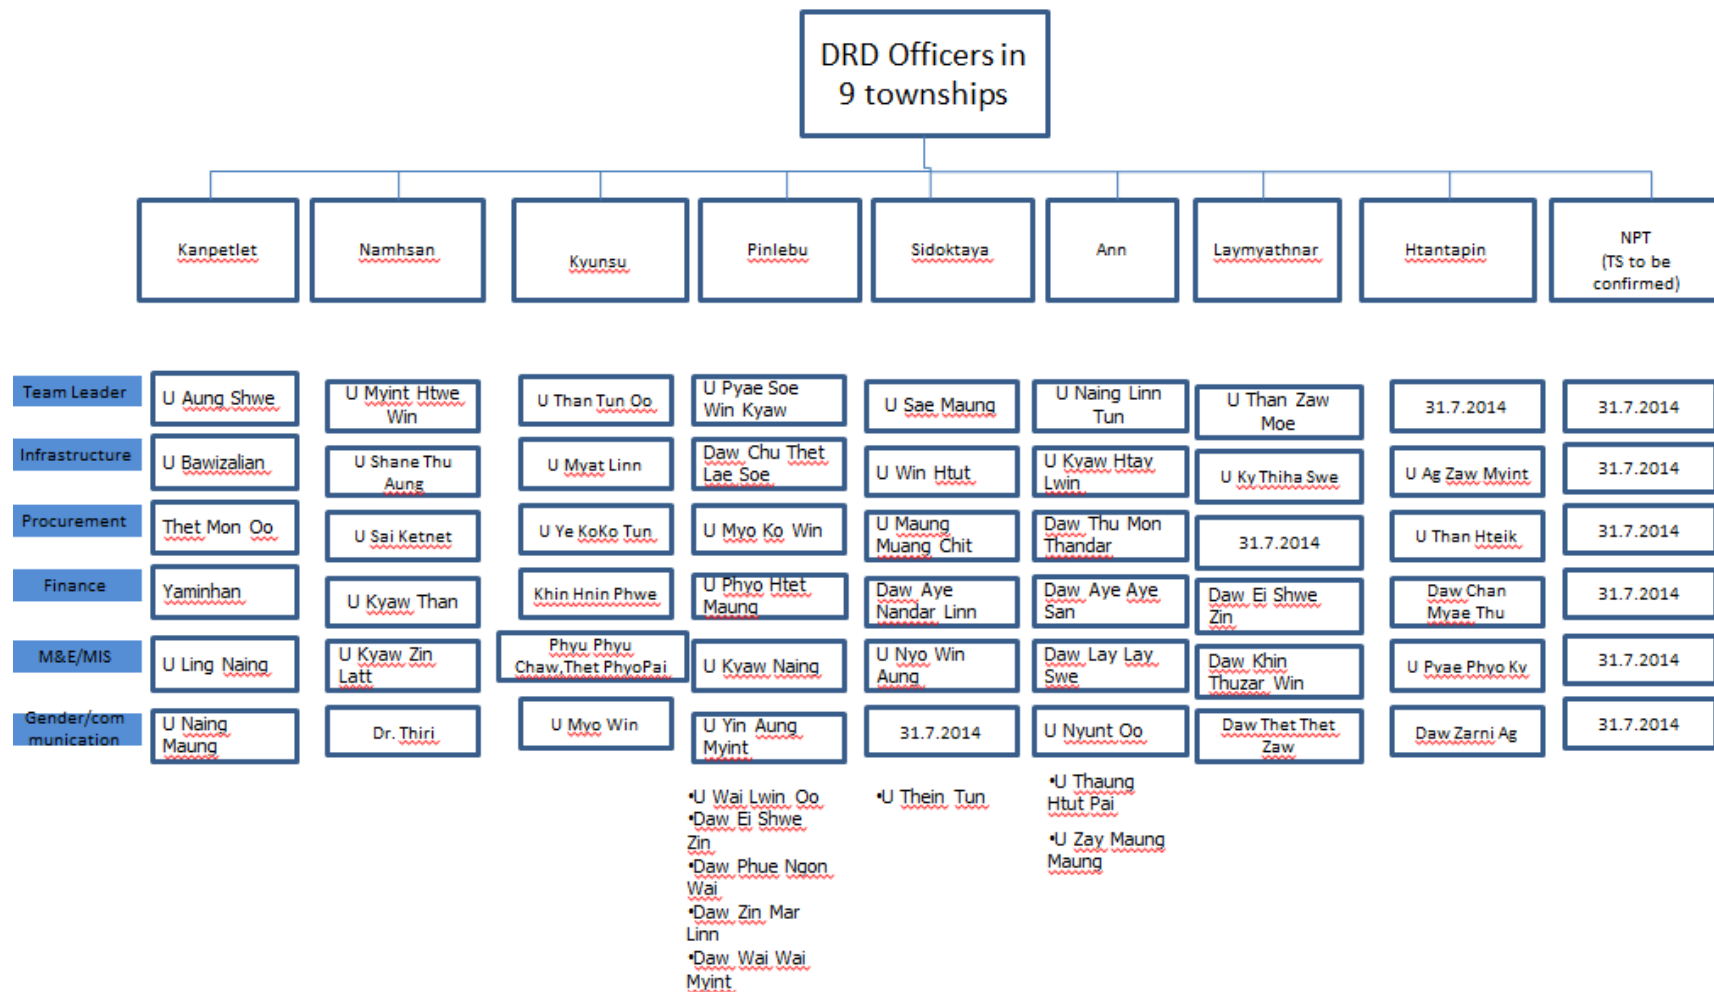 DRD Officers in
9 townships
Kanpetlet
Namhsan
Kyunsu
Pinlebu
Sidoktaya
Ann
Laymyathnar
Htantapin
NPT
(TS to be
confirmed)
Team Leader
U Aung Shwe
U Myint Htwe
Win
U Than Tun Oo
U Pyae Soe
Win Kyaw
U Sae Maung
U Naing Linn
Tun
U Than Zaw
Moe
31.7.2014
31.7.2014
Infrastructure
U Bawizalian
U Shane Thu
Aung
U Myat Linn
Daw Chu Thet
Lae Soe
U Win Htut
U Kyaw Htay
Lwin
U Ky Thiha Swe
U Ag Zaw Myint
31.7.2014
Procurement
Thet Mon Oo
U Sai Ketnet
U Ye KoKo Tun
U Myo Ko Win
U Maung
Muang Chit
Daw Thu Mon
Thandar
31.7.2014
U Than Hteik
31.7.2014
Finance
Yaminhan
U Kyaw Than
Khin Hnin Phwe
U Phyo Htet
Maung
Daw Aye
Nandar Linn
Daw Aye Aye
San
Daw Ei Shwe
Zin
Daw Chan
Myae Thu
31.7.2014
M&E/MIS
U Ling Naing
U Kyaw Zin
Latt
Phyu Phyu
Chaw,Thet PhyoPai
U Kyaw Naing
U Nyo Win
Aung
Daw Lay Lay
Swe
Daw Khin
Thuzar Win
U Pyae Phyo Ky
31.7.2014
Gender/com
munication
U Naing
Maung
Dr. Thiri
U Myo Win
U Yin Aung
Myint
31.7.2014
U Nyunt Oo
Daw Thet Thet
Zaw
Daw Zarni Ag
31.7.2014
•U Wai Lwin Oo
•Daw Ei Shwe
Zin
•Daw Phue Ngon
Wai
•Daw Zin Mar
Linn
•Daw Wai Wai
Myint
•U Thein Tun
•U Thaung
Htut Pai
•U Zay Maung
Maung